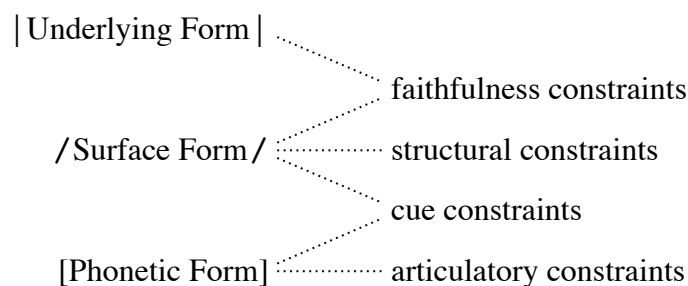 |Underlying Form|
faithfulness constraints
/Surface Form/
structural constraints
cue constraints
[Phonetic Form]
articulatory constraints